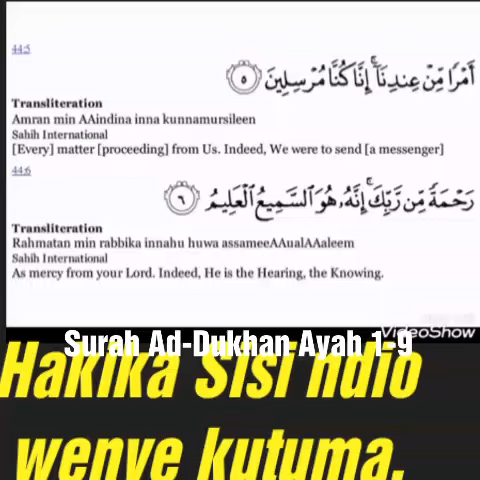 44:5
أَمْرًا مِّنْ عِندِنَآ ۚ إِنَّا كُنَّا مُرْسِلِينَ ٥
Transliteration
Amran min AAindina inna kunnamursileen
Sahih International
[Every] matter [proceeding] from Us. Indeed, We were to send [a messenger]
44:6
رَحْمَةً مِّن رَّبِّكَ ۚ إِنَّهُۥ هُوَ ٱلسَّمِيعُ ٱلْعَلِيمُ ٦
Transliteration
Rahmatan min rabbika innahu huwa assameeAAualAAaleem
Sahih International
As mercy from your Lord. Indeed, He is the Hearing, the Knowing.
VideoShow
Surah Ad-Dukhan Ayah 1-9
Hakika Sisi ndio
wenye kutuma.